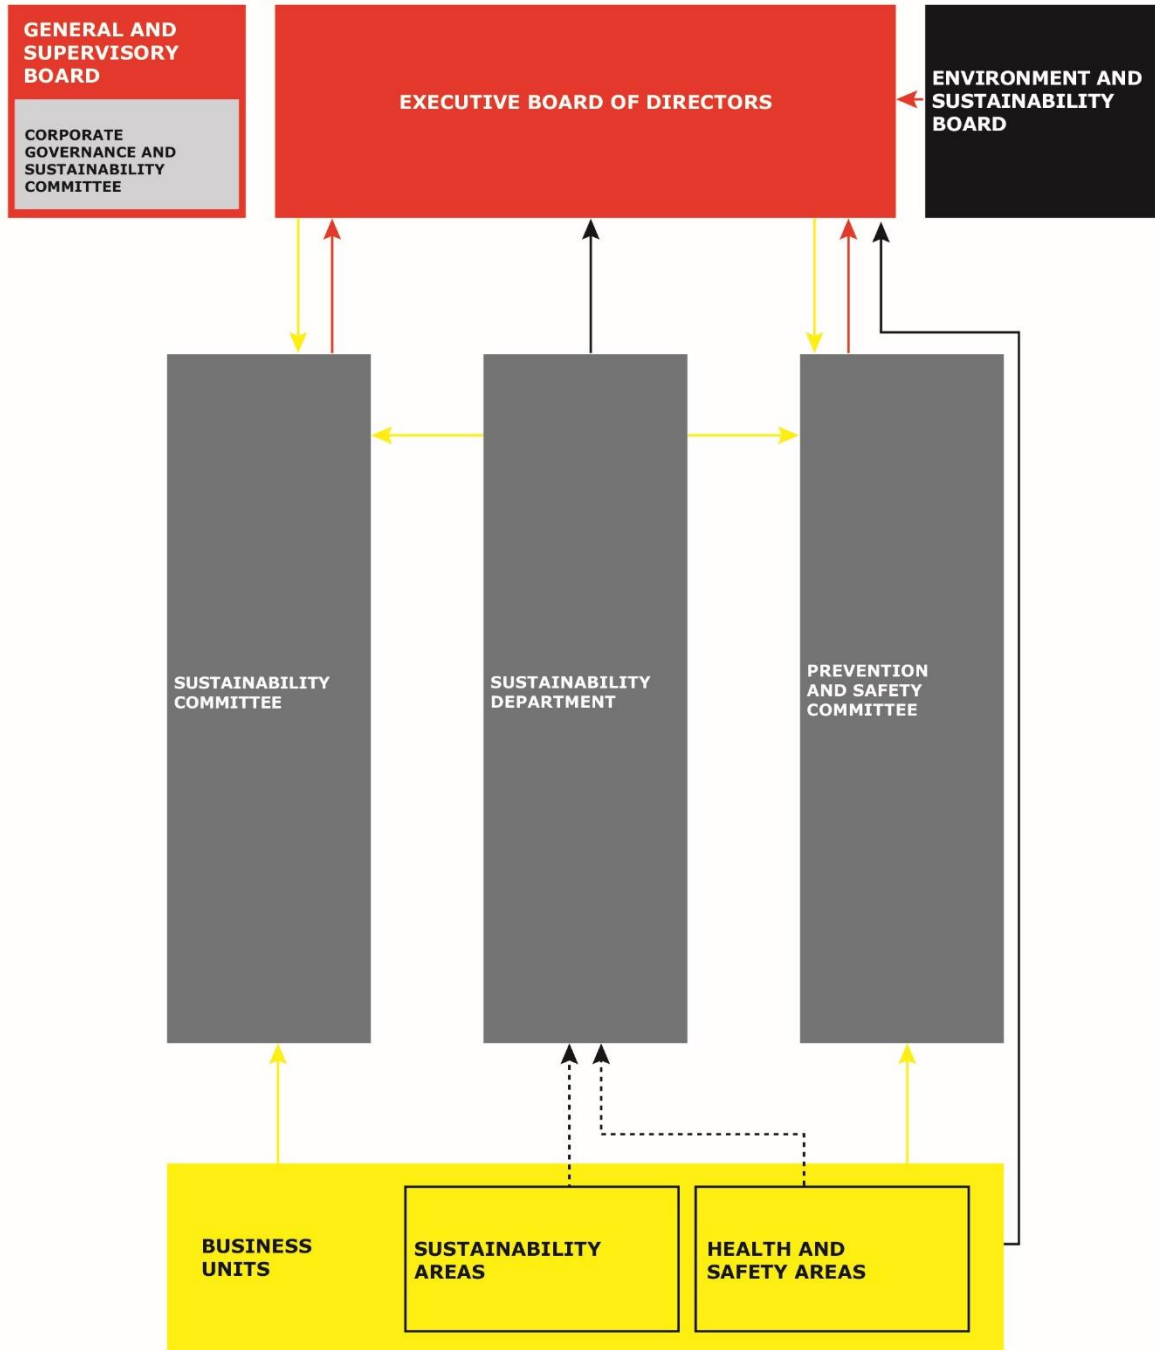 GENERAL AND
SUPERVISORY
BOARD
CORPORATE
GOVERNANCE AND
SUSTAINABILITY
COMMITTEE
EXECUTIVE BOARD OF DIRECTORS
ENVIRONMENT AND
SUSTAINABILITY
BOARD
SUSTAINABILITY
COMMITTEE
SUSTAINABILITY
DEPARTMENT
PREVENTION
AND SAFETY
COMMITTEE
BUSINESS
UNITS
SUSTAINABILITY
AREAS
HEALTH AND
SAFETY AREAS